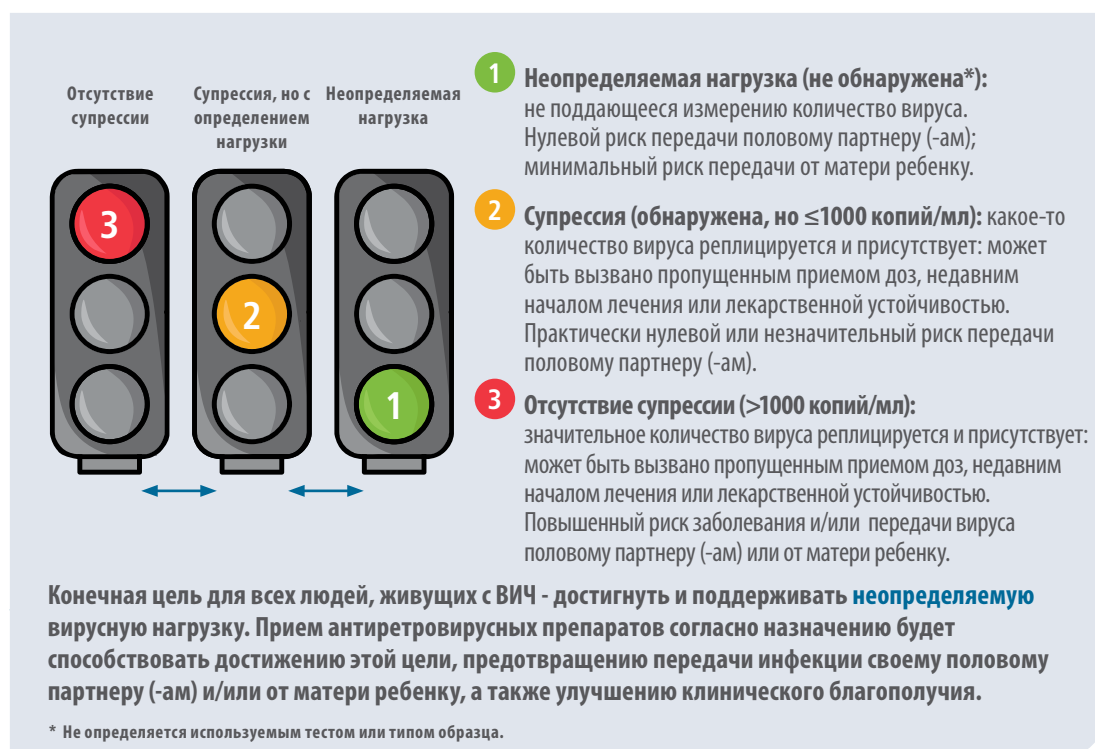 Отсутствие
супрессии
Супрессия, но с
определением
нагрузки
Неопределяемая
нагрузка
3
2
1
1 Неопределяемая нагрузка (не обнаружена*):
не поддающееся измерению количество вируса.
Нулевой риск передачи половому партнеру (-ам);
минимальный риск передачи от матери ребенку.
2 Супрессия (обнаружена, но ≤1000 копий/мл): какое-то
количество вируса реплицируется и присутствует: может
быть вызвано пропущенным приемом доз, недавним
началом лечения или лекарственной устойчивостью.
Практически нулевой или незначительный риск передачи
половому партнеру (-ам).
3 Отсутствие супрессии (>1000 копий/мл):
значительное количество вируса реплицируется и присутствует:
может быть вызвано пропущенным приемом доз, недавним
началом лечения или лекарственной устойчивостью.
Повышенный риск заболевания и/или передачи вируса
половому партнеру (-ам) или от матери ребенку.
Конечная цель для всех людей, живущих с ВИЧ - достигнуть и поддерживать неопределяемую
вирусную нагрузку. Прием антиретровирусных препаратов согласно назначению будет
способствовать достижению этой цели, предотвращению передачи инфекции своему половому
партнеру (-ам) и/или от матери ребенку, а также улучшению клинического благополучия.
* Не определяется используемым тестом или типом образца.